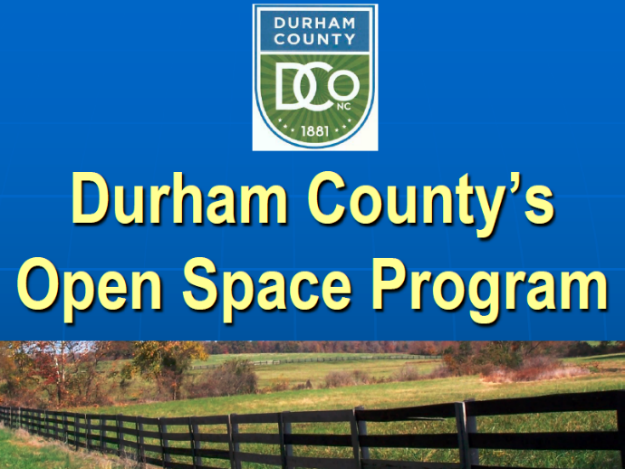 DURHAM
COUNTY
DCo
NC
1881
Durham County's
Open Space Program